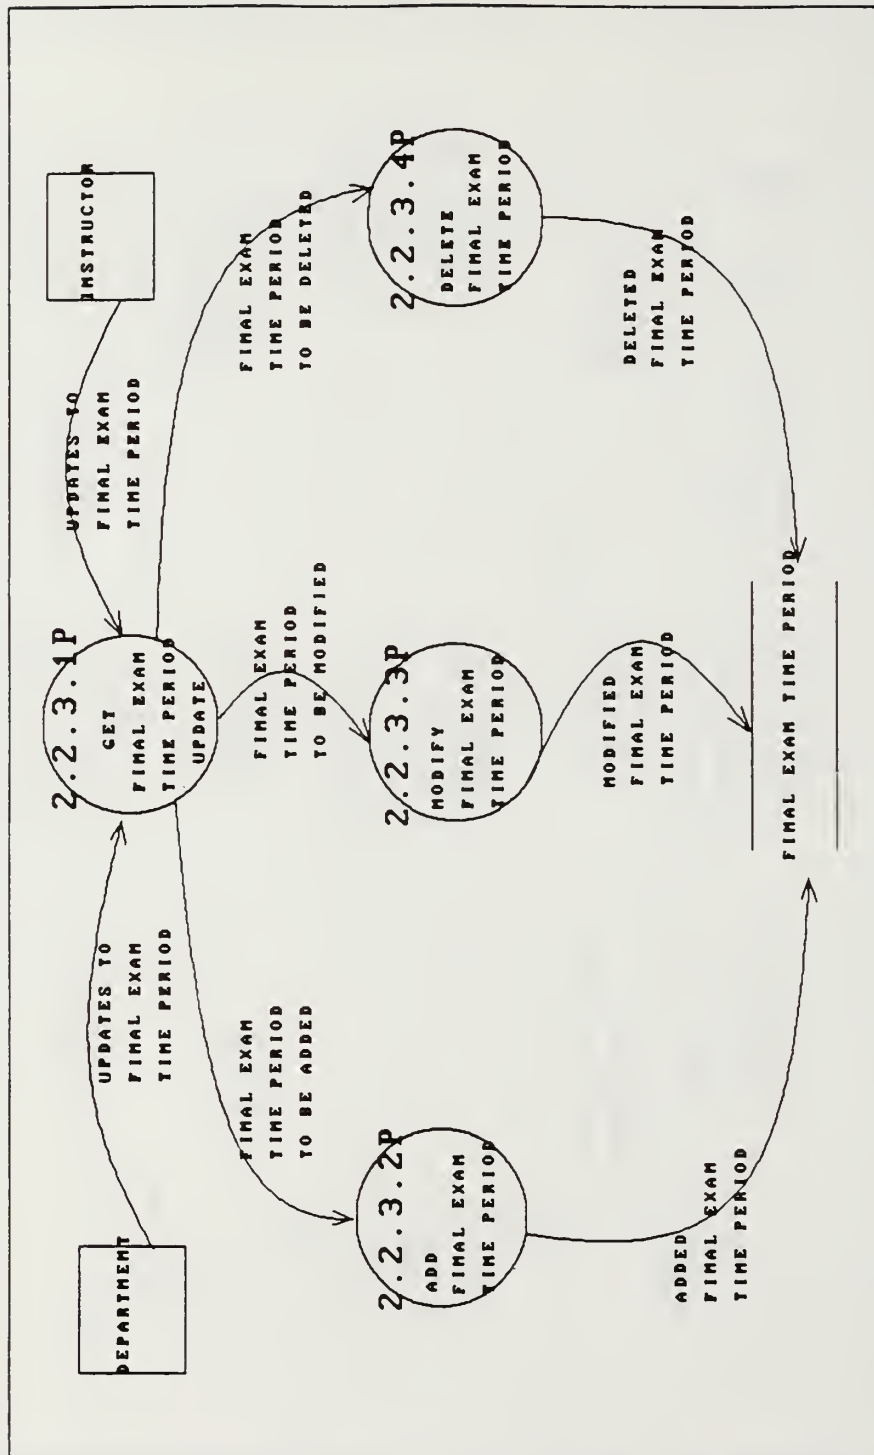 DEPARTMENT
UPDATES TO
FINAL EXAM
TIME PERIOD
2.2.3.1P
GET
FINAL EXAM
TIME PERIOD
UPDATE
UPDATES TO
FINAL EXAM
TIME PERIOD
INSTRUCTOR
FINAL EXAM
TIME PERIOD
TO BE ADDED
FINAL EXAM
TIME PERIOD
TO BE MODIFIED
FINAL EXAM
TIME PERIOD
TO BE DELETED
2.2.3.2P
ADD
FINAL EXAM
TIME PERIOD
2.2.3.3P
MODIFY
FINAL EXAM
TIME PERIOD
2.2.3.4P
DELETE
FINAL EXAM
TIME PERIOD
ADDED
FINAL EXAM
TIME PERIOD
MODIFIED
FINAL EXAM
TIME PERIOD
DELETED
FINAL EXAM
TIME PERIOD
FINAL EXAM TIME PERIOD